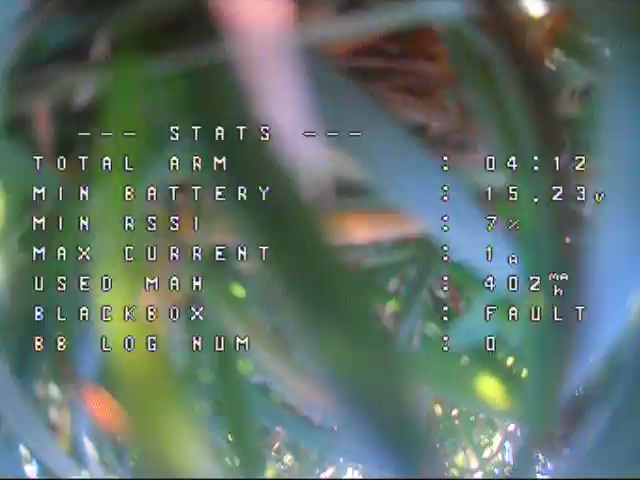 --- STATS ---
TOTAL ARM : 04:12
MIN BATTERY : 15.23V
MIN RSSI : 7%
MAX CURRENT : 1A
USED MAH : 402MAH
BLACKBOX : FAULT
BB LOG NUM : 0